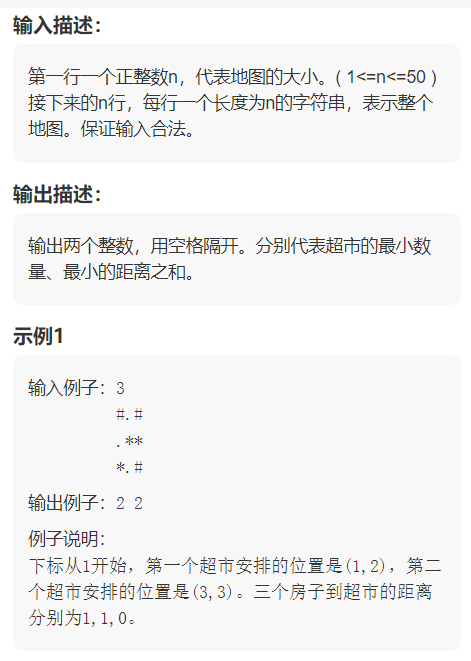 输入描述：
第一行一个正整数n，代表地图的大小。( 1<=n<=50 )
接下来的n行，每行一个长度为n的字符串，表示整个
地图。保证输入合法。
输出描述：
输出两个整数，用空格隔开。分别代表超市的最小数
量、最小的距离之和。
示例1
输入例子：3
#.#
.**
*.#
输出例子：2 2
例子说明：
下标从1开始，第一个超市安排的位置是(1,2)，第二
个超市安排的位置是(3,3)。三个房子到超市的距离
分别为1,1,0。